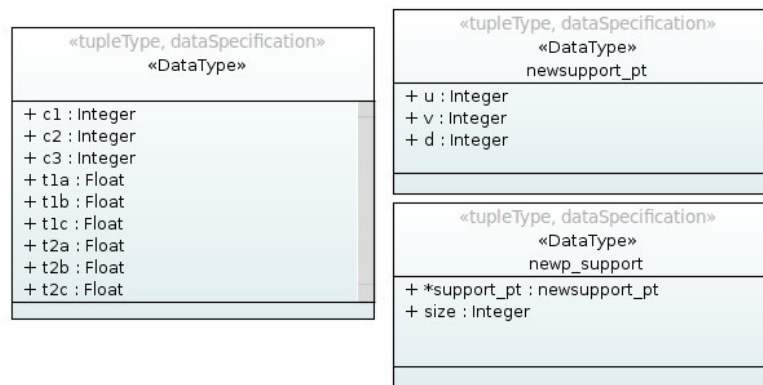 «tupleType, dataSpecification»
«DataType»
+ c1 : Integer
+ c2 : Integer
+ c3 : Integer
+ t1a : Float
+ t1b : Float
+ t1c : Float
+ t2a : Float
+ t2b : Float
+ t2c : Float
«tupleType, dataSpecification»
«DataType»
newsupport_pt
+ u : Integer
+ v : Integer
+ d : Integer
«tupleType, dataSpecification»
«DataType»
newp_support
+ *support_pt : newsupport_pt
+ size : Integer